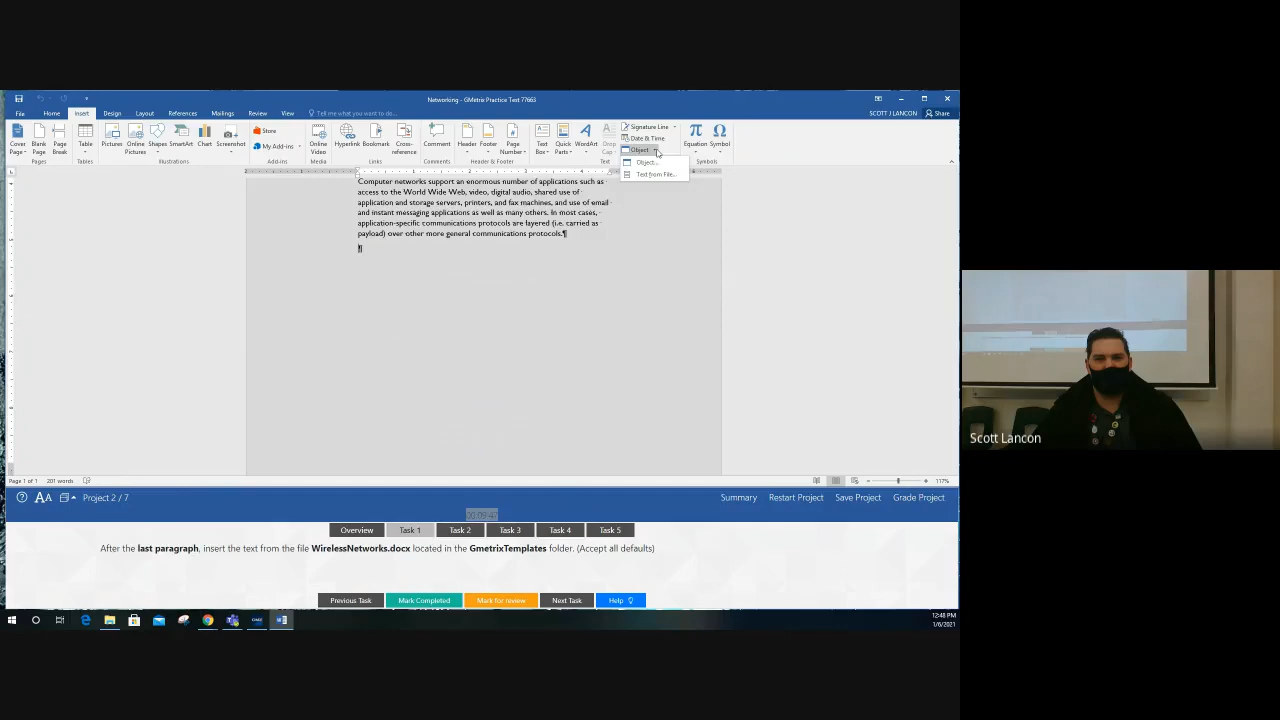 Networking - GMetrix Practice Test 77663
File Home Insert Design Layout References Mailings Review View Tell me what you want to do... SCOTT J LANCON Share
Cover Page Blank Page Page Break Table Pictures Online Pictures Shapes SmartArt Chart Screenshot Store My Add-ins Online Video Hyperlink Bookmark Cross-reference Comment Header Footer Page Number Text Box Quick Parts WordArt Drop Cap Signature Line Date & Time Object Equation Symbol
Pages Tables Illustrations Add-ins Media Links Comments Header & Footer Text Symbols
Object...
Text from File...
Computer networks support an enormous number of applications such as
access to the World Wide Web, video, digital audio, shared use of
application and storage servers, printers, and fax machines, and use of email
and instant messaging applications as well as many others. In most cases,
application-specific communications protocols are layered (i.e. carried as
payload) over other more general communications protocols.¶
¶
Scott Lancon
Page 1 of 1 201 words 117%
Project 2 / 7 Summary Restart Project Save Project Grade Project
00:09:47
Overview Task 1 Task 2 Task 3 Task 4 Task 5
After the last paragraph, insert the text from the file WirelessNetworks.docx located in the GmetrixTemplates folder. (Accept all defaults)
Previous Task Mark Completed Mark for review Next Task Help
12:48 PM
1/6/2021